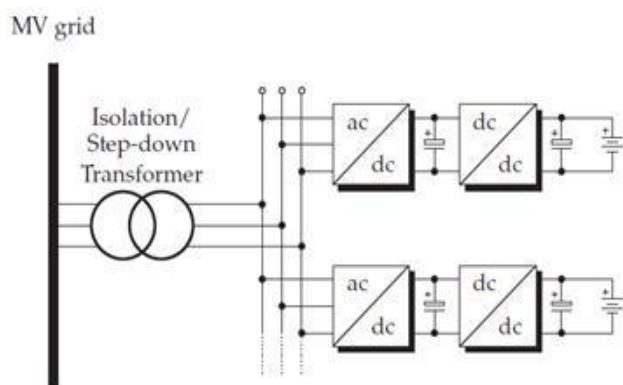 MV grid
Isolation/
Step-down
Transformer
ac
dc
+
dc
dc
+
+
ac
dc
+
dc
dc
+
+